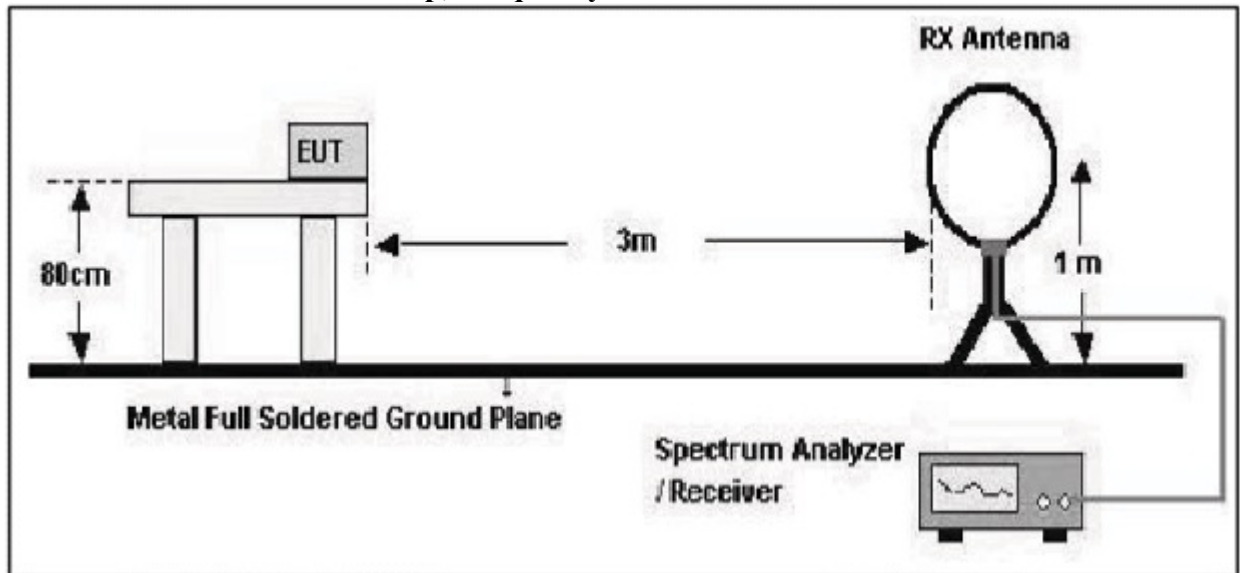 RX Antenna
EUT
3m
80cm
1 m
Metal Full Soldered Ground Plane
Spectrum Analyzer
/ Receiver